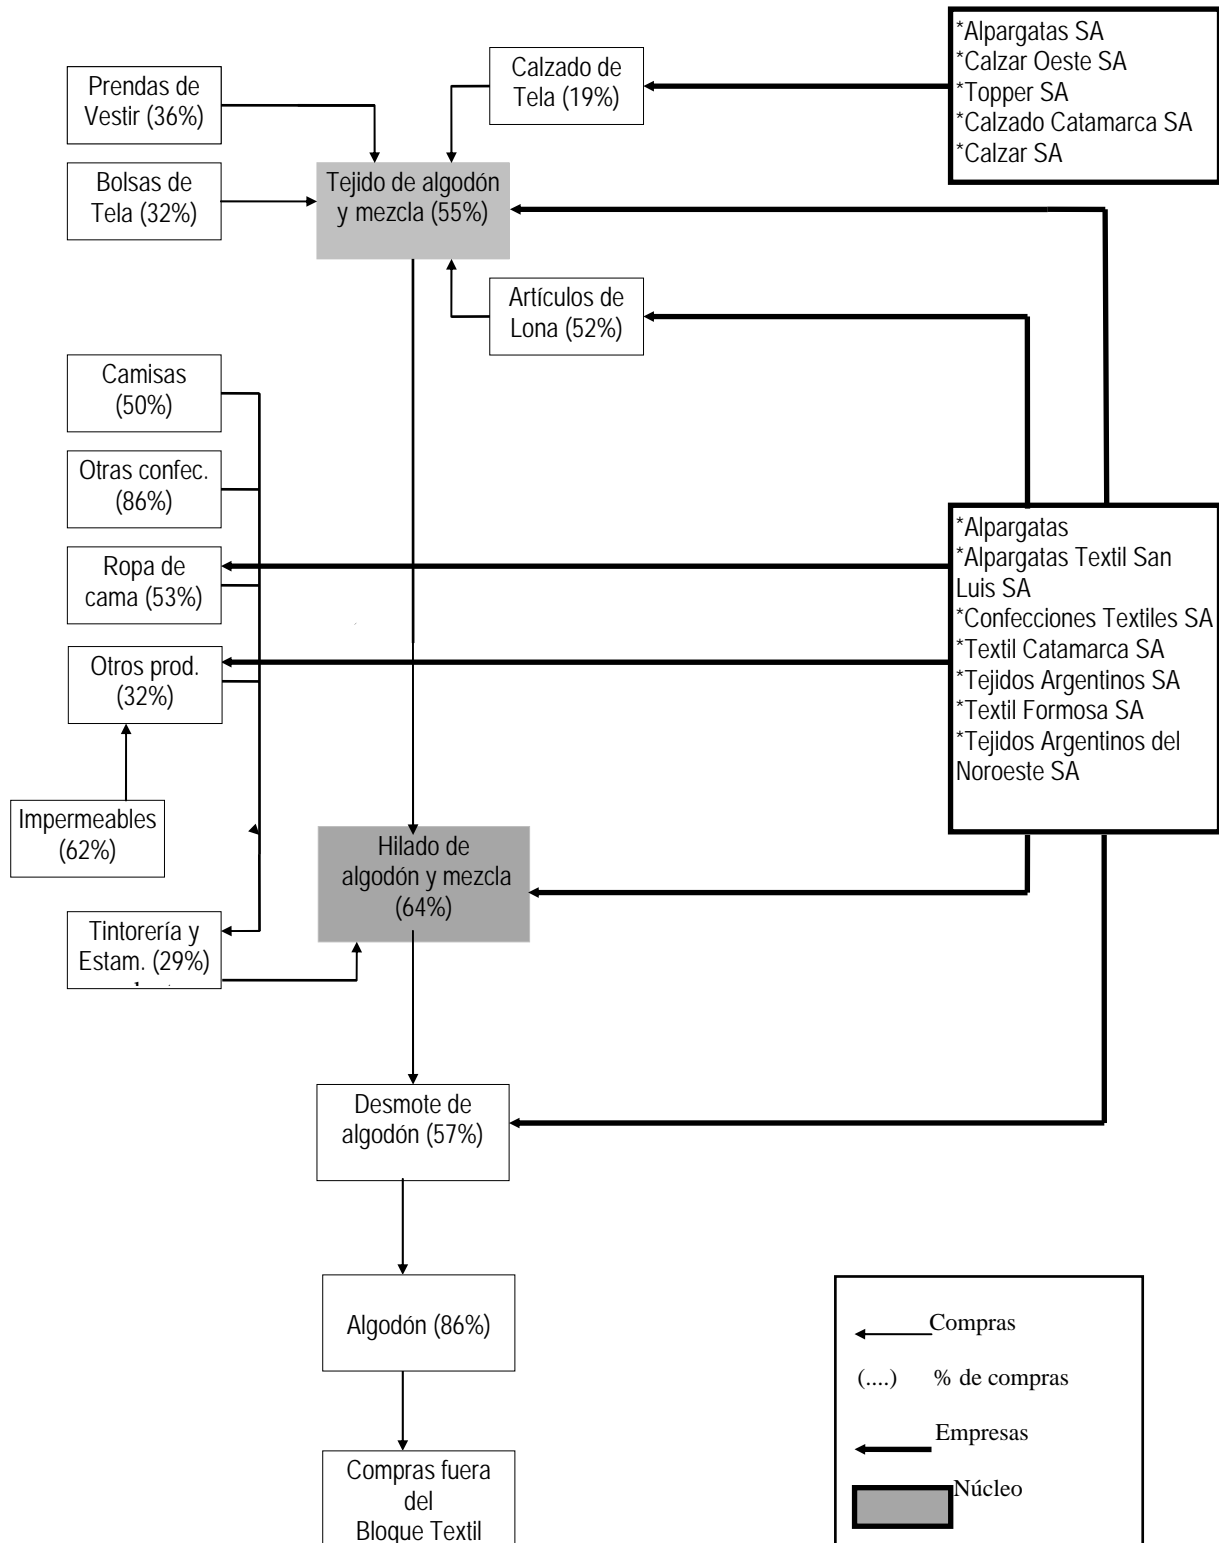 *Alpargatas SA
*Calzar Oeste SA
*Topper SA
*Calzado Catamarca SA
*Calzar SA
Calzado de
Tela (19%)
Prendas de
Vestir (36%)
Bolsas de
Tela (32%)
Tejido de algodón
y mezcla (55%)
Artículos de
Lona (52%)
Camisas
(50%)
Otras confec.
(86%)
Ropa de
cama (53%)
Otros prod.
(32%)
Impermeables
(62%)
*Alpargatas
*Alpargatas Textil San
Luis SA
*Confecciones Textiles SA
*Textil Catamarca SA
*Tejidos Argentinos SA
*Textil Formosa SA
*Tejidos Argentinos del
Noroeste SA
Hilado de
algodón y mezcla
(64%)
Tintorería y
Estam. (29%)
Desmote de
algodón (57%)
Algodón (86%)
Compras fuera
del
Bloque Textil
Compras
(....) % de compras
Empresas
Núcleo